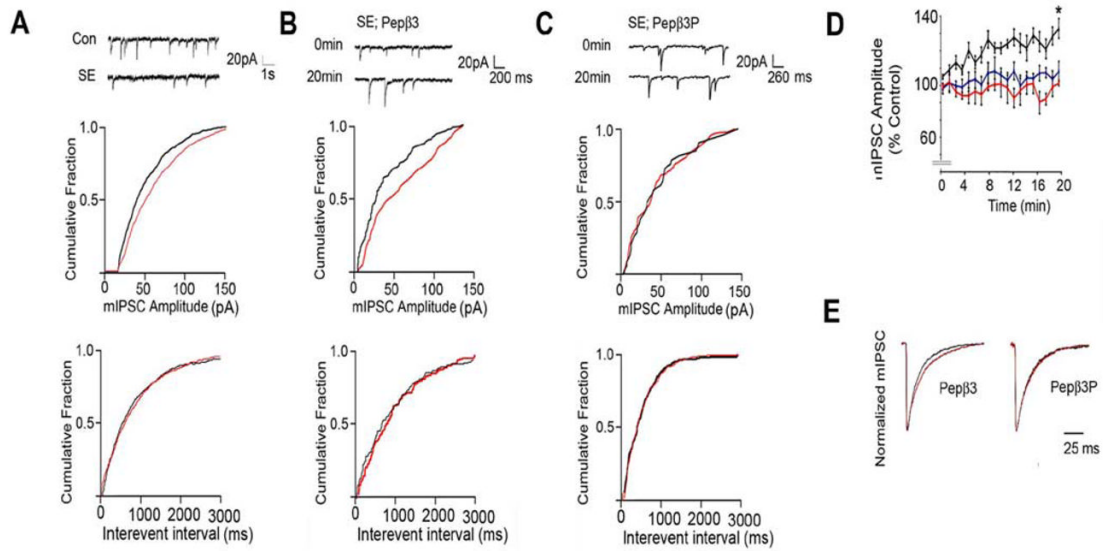 A
Con
SE
20pA
1s
Cumulative Fraction
1.0
0.5
0
50
100
150
mIPSC Amplitude (pA)
Cumulative Fraction
1.0
0.5
0
1000
2000
3000
Interevent interval (ms)
B
SE; Pepβ3
0min
20min
20pA
200 ms
Cumulative Fraction
1.0
0.5
0
50
100
150
mIPSC Amplitude (pA)
Cumulative Fraction
1.0
0.5
0
1000
2000
3000
Interevent interval (ms)
C
SE; Pepβ3P
0min
20min
20pA
260 ms
Cumulative Fraction
1.0
0.5
0
50
100
150
mIPSC Amplitude (pA)
Cumulative Fraction
1.0
0.5
0
1000
2000
3000
Interevent interval (ms)
D
mIPSC Amplitude
(% Control)
140
100
60
*
0
4
8
12
16
20
Time (min)
E
Normalized mIPSC
Pepβ3
Pepβ3P
25 ms